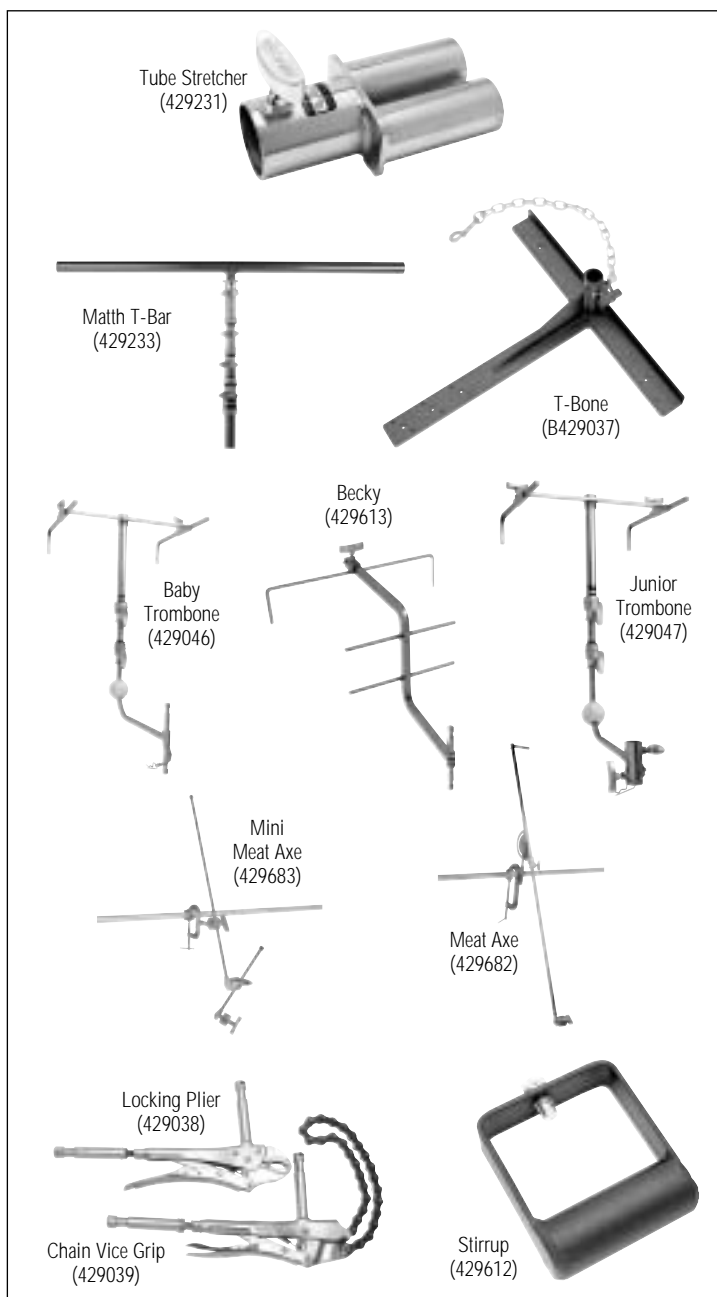 Tube Stretcher
(429231)
Matth T-Bar
(429233)
T-Bone
(B429037)
Becky
(429613)
Baby
Trombone
(429046)
Junior
Trombone
(429047)
Mini
Meat Axe
(429683)
Meat Axe
(429682)
Locking Plier
(429038)
Chain Vice Grip
(429039)
Stirrup
(429612)